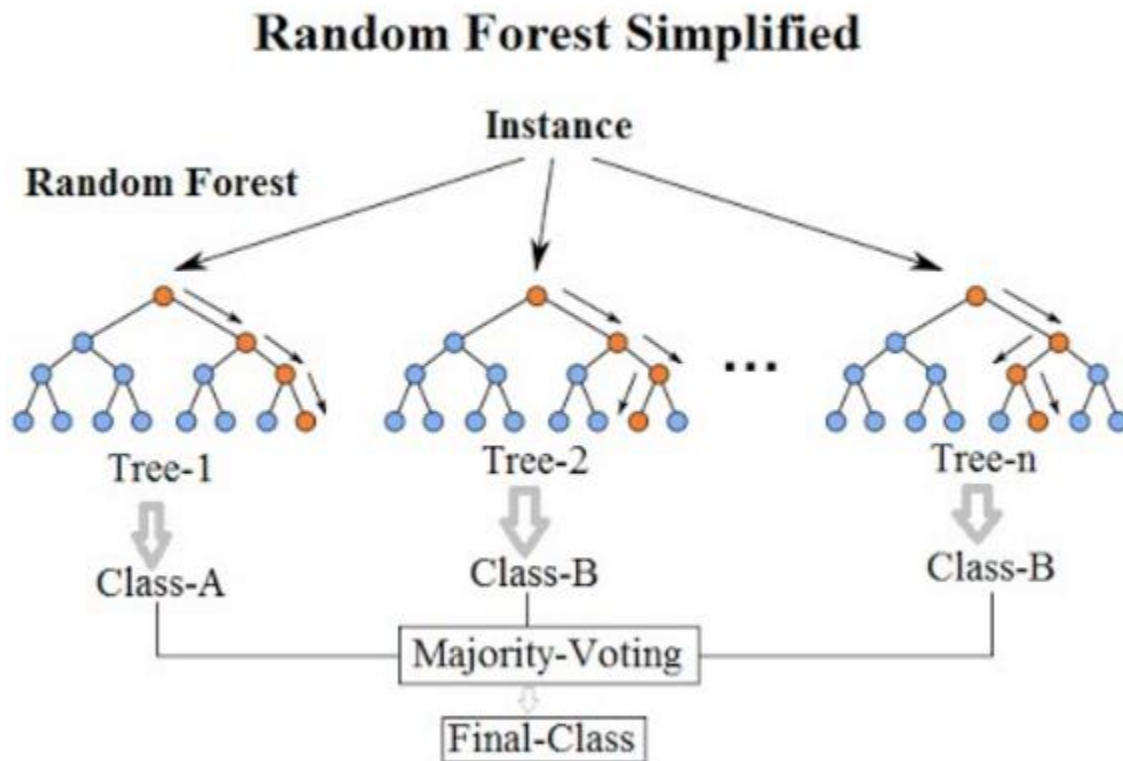 Random Forest Simplified
Instance
Random Forest
...
Tree-1
Tree-2
Tree-n
Class-A
Class-B
Class-B
Majority-Voting
Final-Class